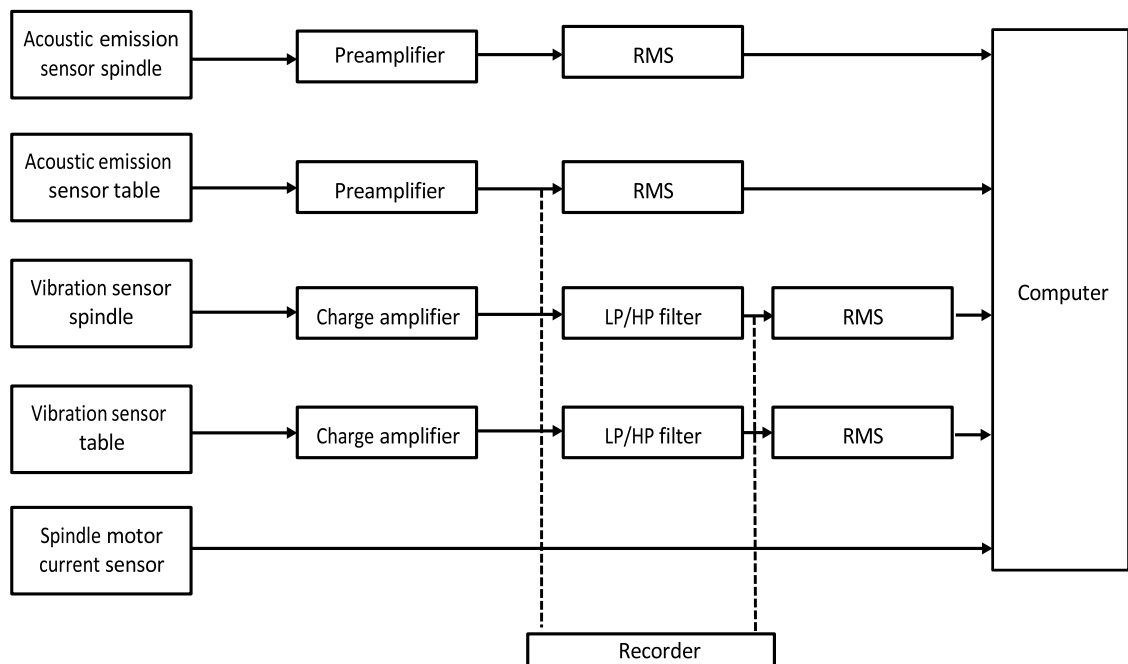 Acoustic emission
sensor spindle
Preamplifier
RMS
Acoustic emission
sensor table
Preamplifier
RMS
Vibration sensor
spindle
Charge amplifier
LP/HP filter
RMS
Computer
Vibration sensor
table
Charge amplifier
LP/HP filter
RMS
Spindle motor
current sensor
Recorder